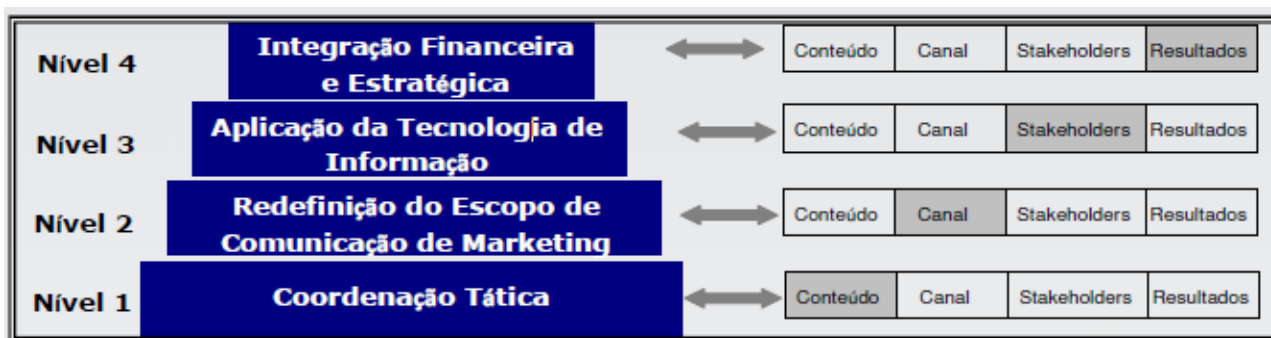 Nível 4
Integração Financeira
e Estratégica
Conteúdo Canal Stakeholders Resultados
Nível 3
Aplicação da Tecnologia de
Informação
Conteúdo Canal Stakeholders Resultados
Nível 2
Redefinição do Escopo de
Comunicação de Marketing
Conteúdo Canal Stakeholders Resultados
Nível 1
Coordenação Tática
Conteúdo Canal Stakeholders Resultados